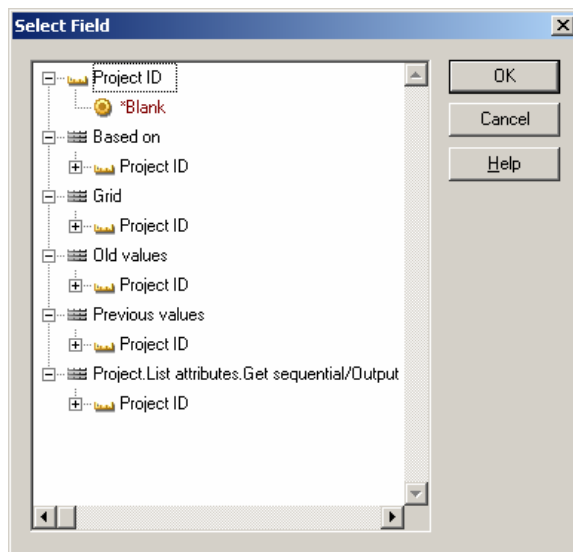 Select Field
Project ID
*Blank
Based on
Project ID
Grid
Project ID
Old values
Project ID
Previous values
Project ID
Project.List attributes.Get sequential/Output
Project ID
OK
Cancel
Help